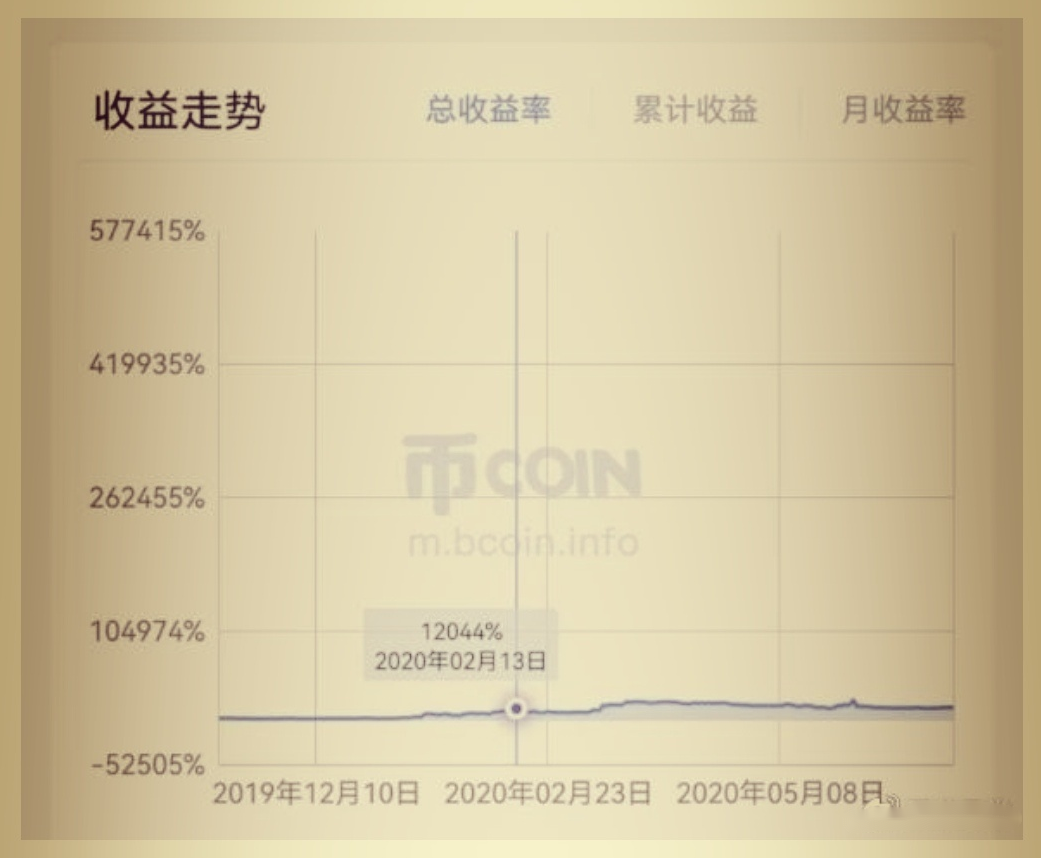 收益走势
总收益率
累计收益
月收益率
577415%
419935%
262455%
104974%
-52505%
币COIN
m.bcoin.info
12044%
2020年02月13日
2019年12月10日
2020年02月23日
2020年05月08日